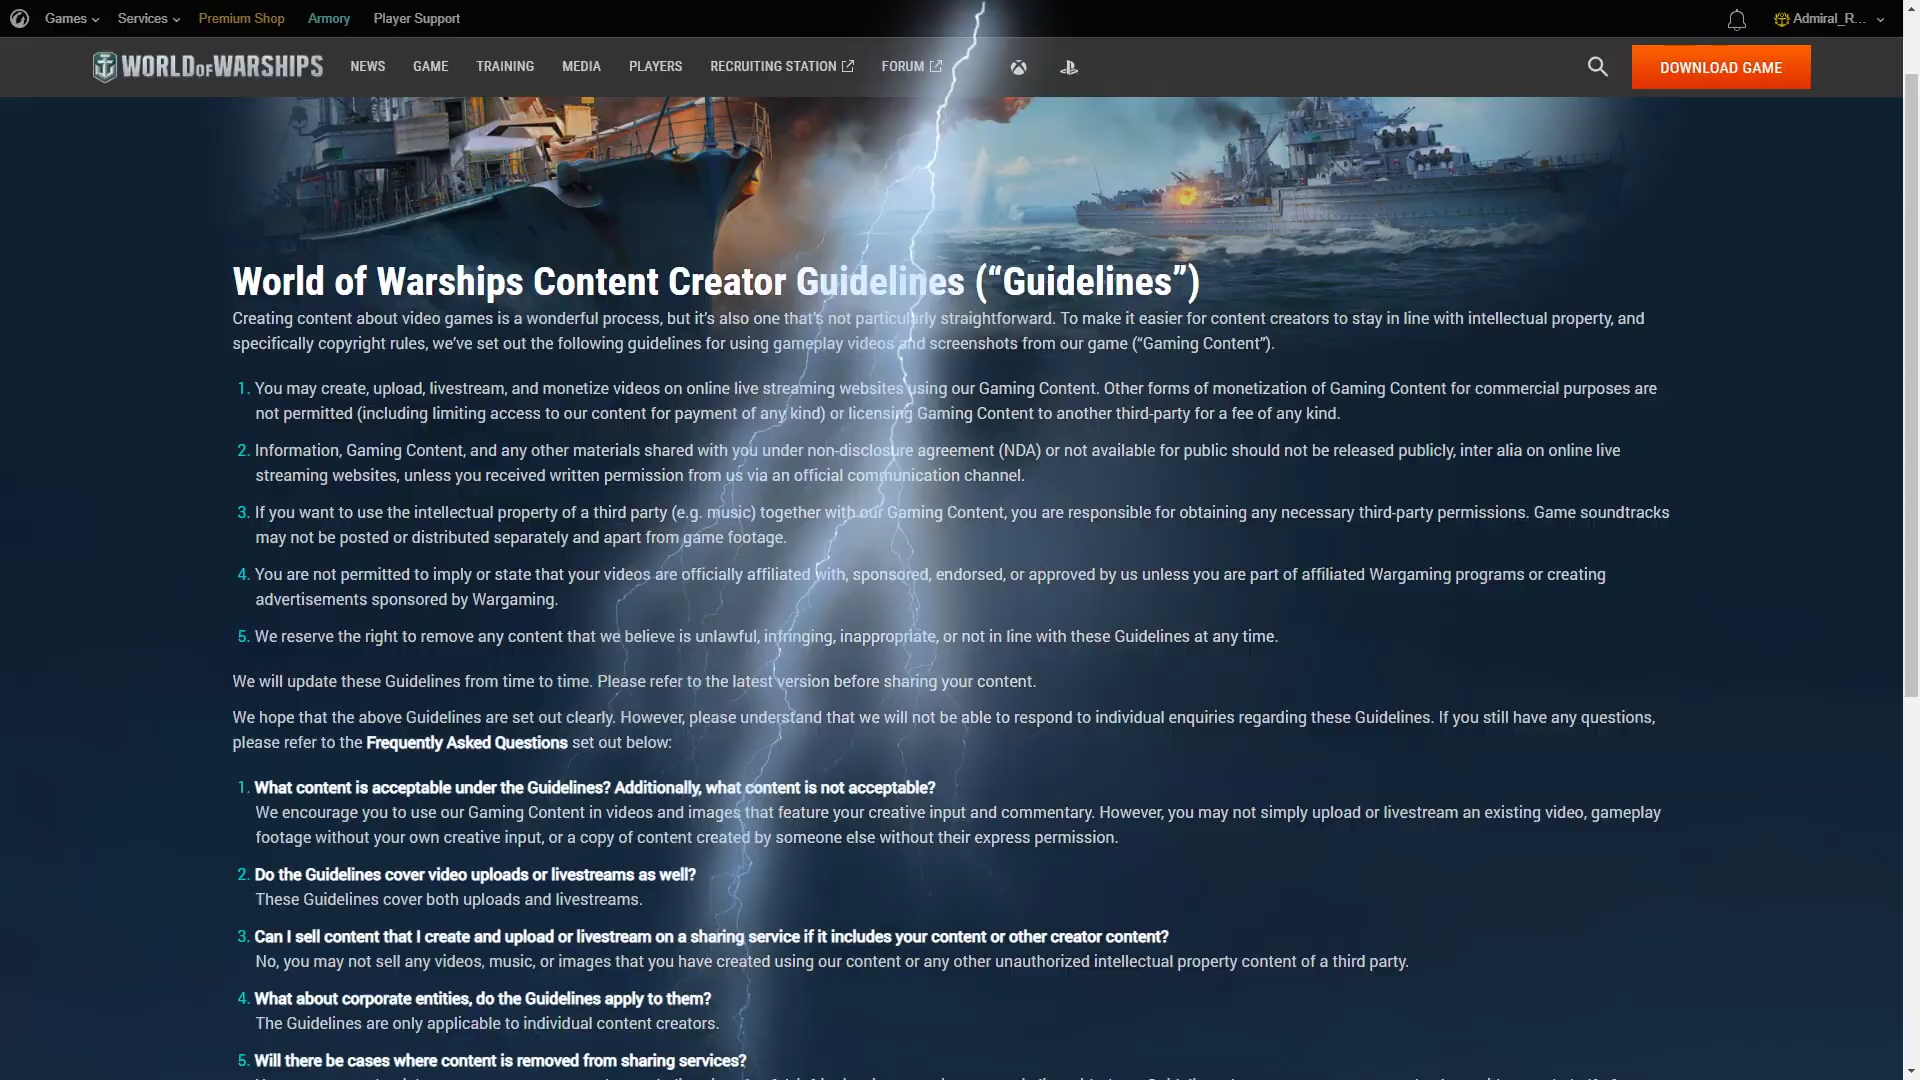 Games Services Premium Shop Armory Player Support Admiral_R...
WORLD OF WARSHIPS NEWS GAME TRAINING MEDIA PLAYERS RECRUITING STATION FORUM DOWNLOAD GAME
World of Warships Content Creator Guidelines (“Guidelines”)
Creating content about video games is a wonderful process, but it’s also one that’s not particularly straightforward. To make it easier for content creators to stay in line with intellectual property, and
specifically copyright rules, we’ve set out the following guidelines for using gameplay videos and screenshots from our game (“Gaming Content”).
1. You may create, upload, livestream, and monetize videos on online live streaming websites using our Gaming Content. Other forms of monetization of Gaming Content for commercial purposes are
not permitted (including limiting access to our content for payment of any kind) or licensing Gaming Content to another third-party for a fee of any kind.
2. Information, Gaming Content, and any other materials shared with you under non-disclosure agreement (NDA) or not available for public should not be released publicly, inter alia on online live
streaming websites, unless you received written permission from us via an official communication channel.
3. If you want to use the intellectual property of a third party (e.g. music) together with our Gaming Content, you are responsible for obtaining any necessary third-party permissions. Game soundtracks
may not be posted or distributed separately and apart from game footage.
4. You are not permitted to imply or state that your videos are officially affiliated with, sponsored, endorsed, or approved by us unless you are part of affiliated Wargaming programs or creating
advertisements sponsored by Wargaming.
5. We reserve the right to remove any content that we believe is unlawful, infringing, inappropriate, or not in line with these Guidelines at any time.
We will update these Guidelines from time to time. Please refer to the latest version before sharing your content.
We hope that the above Guidelines are set out clearly. However, please understand that we will not be able to respond to individual enquiries regarding these Guidelines. If you still have any questions,
please refer to the Frequently Asked Questions set out below:
1. What content is acceptable under the Guidelines? Additionally, what content is not acceptable?
We encourage you to use our Gaming Content in videos and images that feature your creative input and commentary. However, you may not simply upload or livestream an existing video, gameplay
footage without your own creative input, or a copy of content created by someone else without their express permission.
2. Do the Guidelines cover video uploads or livestreams as well?
These Guidelines cover both uploads and livestreams.
3. Can I sell content that I create and upload or livestream on a sharing service if it includes your content or other creator content?
No, you may not sell any videos, music, or images that you have created using our content or any other unauthorized intellectual property content of a third party.
4. What about corporate entities, do the Guidelines apply to them?
The Guidelines are only applicable to individual content creators.
5. Will there be cases where content is removed from sharing services?